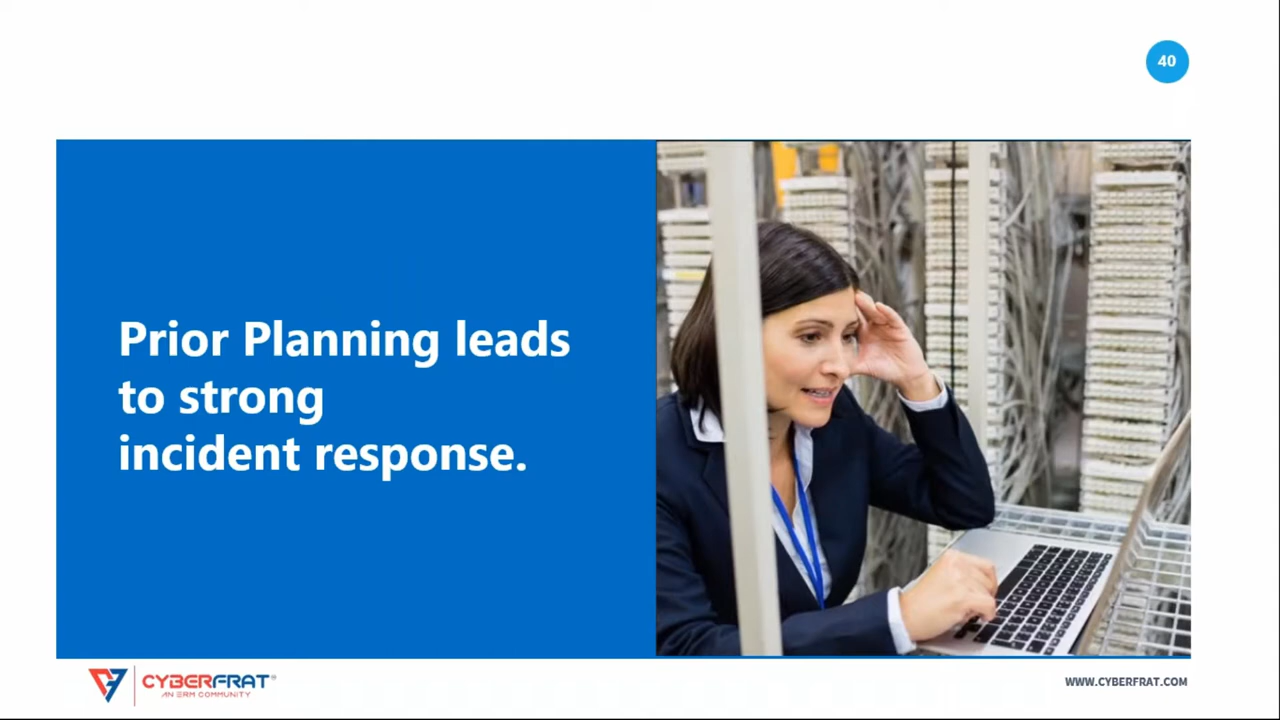 40
Prior Planning leads
to strong
incident response.
CYBERFRAT®
AN ERM COMMUNITY
WWW.CYBERFRAT.COM